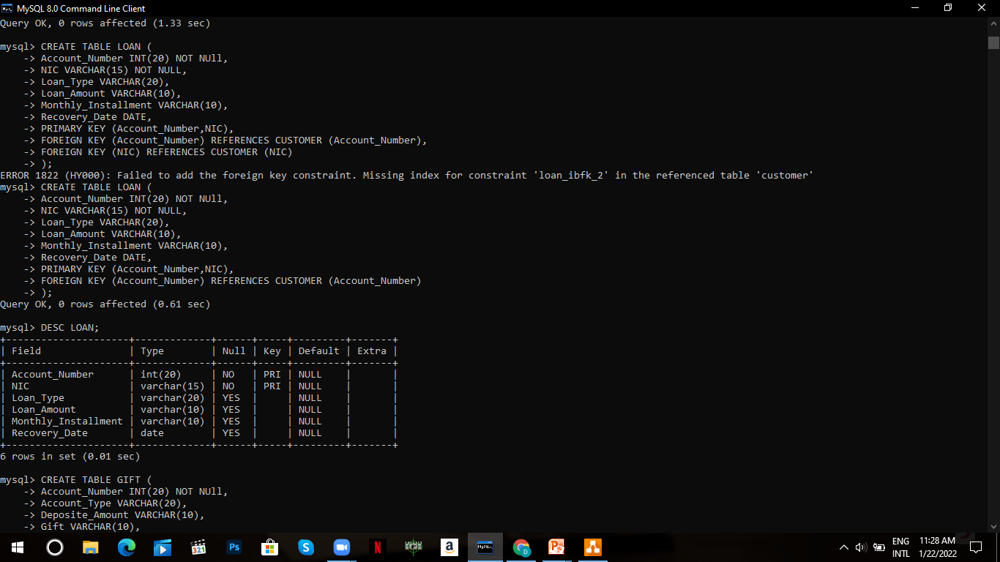 MySQL 8.0 Command Line Client
Query OK, 0 rows affected (1.33 sec)
mysql> CREATE TABLE LOAN (
    -> Account_Number INT(20) NOT NUll,
    -> NIC VARCHAR(15) NOT NULL,
    -> Loan_Type VARCHAR(20),
    -> Loan_Amount VARCHAR(10),
    -> Monthly_Installment VARCHAR(10),
    -> Recovery_Date DATE,
    -> PRIMARY KEY (Account_Number,NIC),
    -> FOREIGN KEY (Account_Number) REFERENCES CUSTOMER (Account_Number),
    -> FOREIGN KEY (NIC) REFERENCES CUSTOMER (NIC)
    -> );
ERROR 1822 (HY000): Failed to add the foreign key constraint. Missing index for constraint 'loan_ibfk_2' in the referenced table 'customer'
mysql> CREATE TABLE LOAN (
    -> Account_Number INT(20) NOT NUll,
    -> NIC VARCHAR(15) NOT NULL,
    -> Loan_Type VARCHAR(20),
    -> Loan_Amount VARCHAR(10),
    -> Monthly_Installment VARCHAR(10),
    -> Recovery_Date DATE,
    -> PRIMARY KEY (Account_Number,NIC),
    -> FOREIGN KEY (Account_Number) REFERENCES CUSTOMER (Account_Number)
    -> );
Query OK, 0 rows affected (0.61 sec)
mysql> DESC LOAN;
+---------------------+-------------+------+-----+---------+-------+
| Field               | Type        | Null | Key | Default | Extra |
+---------------------+-------------+------+-----+---------+-------+
| Account_Number      | int(20)     | NO   | PRI | NULL    |       |
| NIC                 | varchar(15) | NO   | PRI | NULL    |       |
| Loan_Type           | varchar(20) | YES  |     | NULL    |       |
| Loan_Amount         | varchar(10) | YES  |     | NULL    |       |
| Monthly_Installment | varchar(10) | YES  |     | NULL    |       |
| Recovery_Date       | date        | YES  |     | NULL    |       |
+---------------------+-------------+------+-----+---------+-------+
6 rows in set (0.01 sec)
mysql> CREATE TABLE GIFT (
    -> Account_Number INT(20) NOT NUll,
    -> Account_Type VARCHAR(20),
    -> Deposite_Amount VARCHAR(10),
    -> Gift VARCHAR(10),
321
Ps
S
N
a
MySQL
D
P
ENG
INTL
11:28 AM
1/22/2022